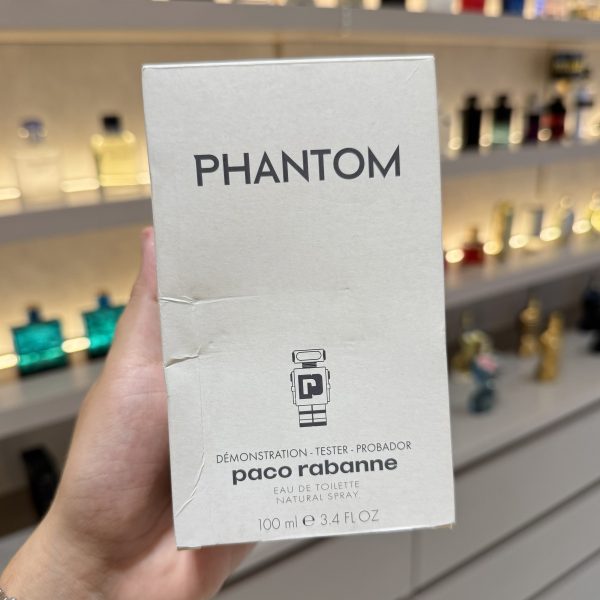 PHANTOM
DÉMONSTRATION - TESTER - PROBADOR
paco rabanne
EAU DE TOILETTE
NATURAL SPRAY
100 ml ℮ 3.4 FL OZ